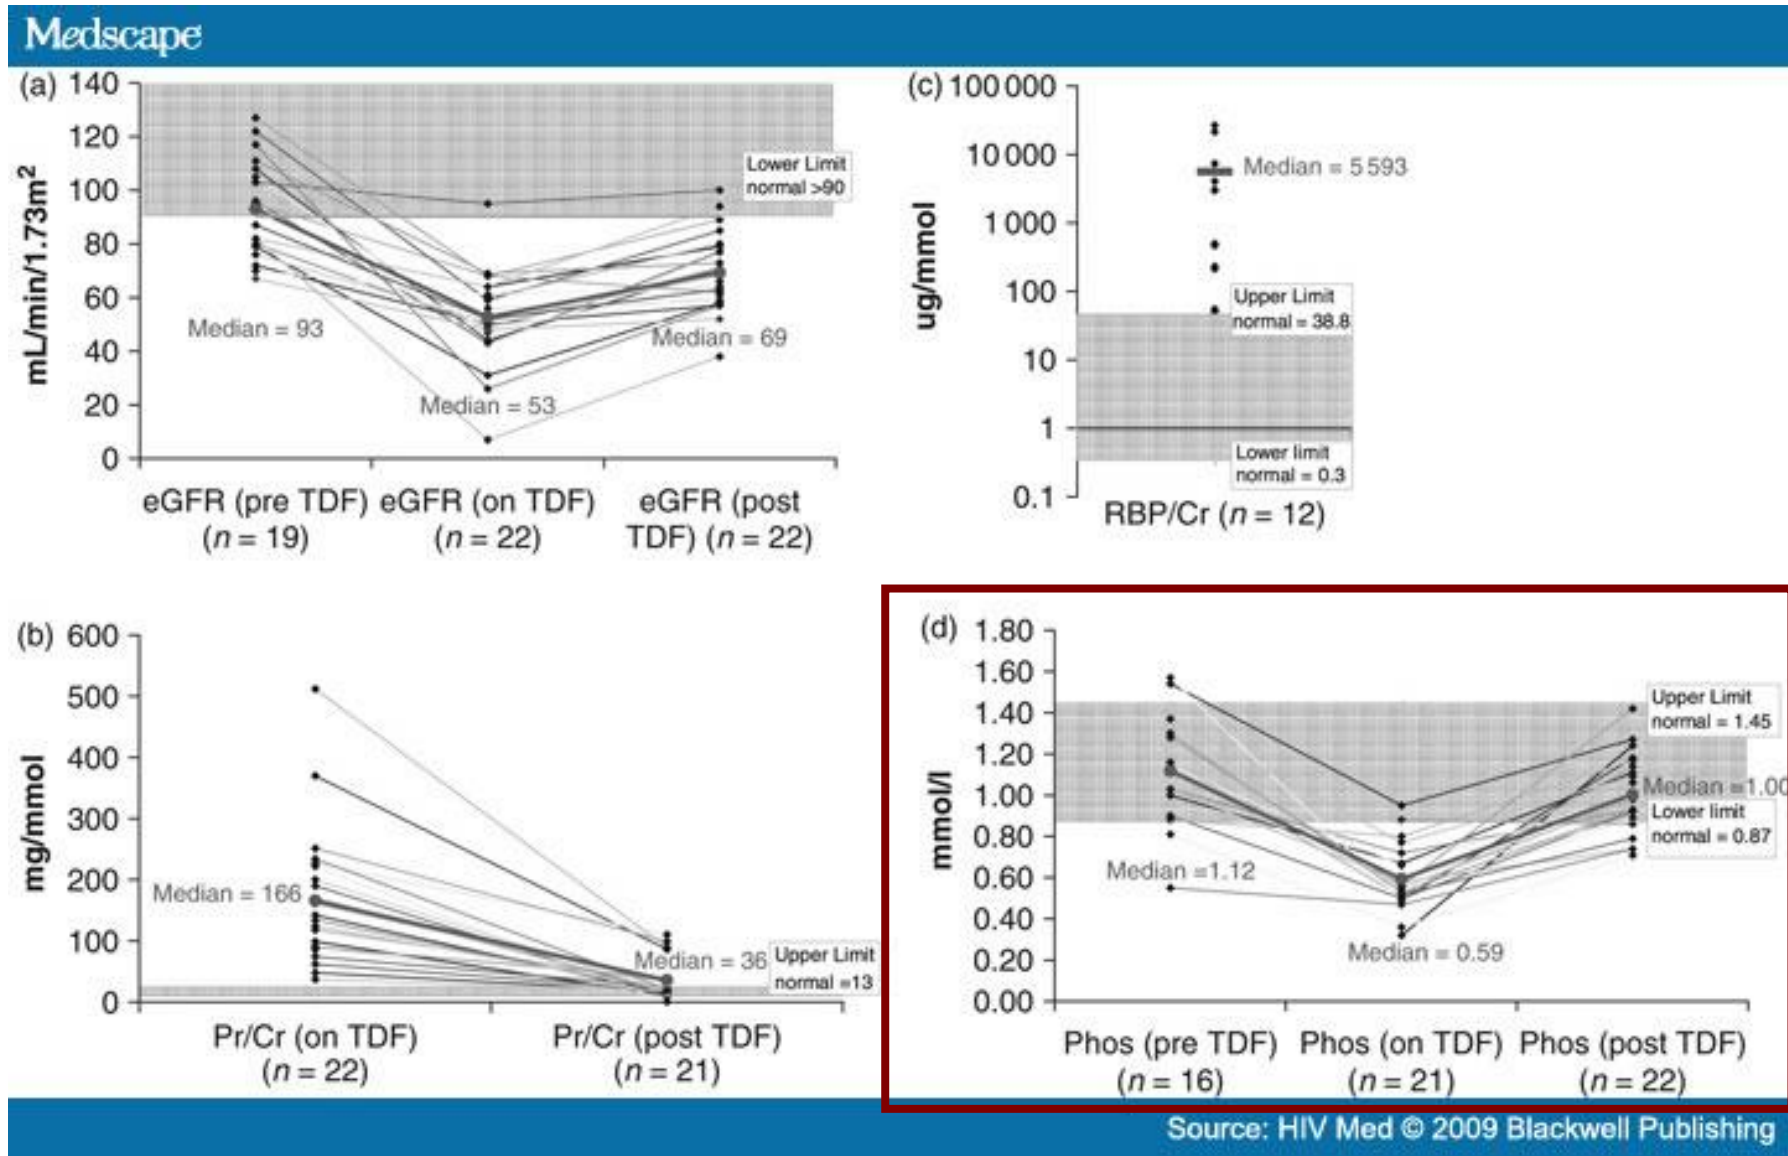 Medscape
(a)
140
120
100
80
60
40
20
0
mL/min/1.73m²
Lower Limit
normal >90
Median = 93
Median = 53
Median = 69
eGFR (pre TDF) eGFR (on TDF) eGFR (post
(n = 19) (n = 22) TDF) (n = 22)
(c) 100 000
10 000
1 000
100
10
1
0.1
ug/mmol
Median = 5 593
Upper Limit
normal = 38.8
Lower limit
normal = 0.3
RBP/Cr (n = 12)
(b) 600
500
400
300
200
100
0
mg/mmol
Median = 166
Median = 36
Upper Limit
normal =13
Pr/Cr (on TDF) Pr/Cr (post TDF)
(n = 22) (n = 21)
(d) 1.80
1.60
1.40
1.20
1.00
0.80
0.60
0.40
0.20
0.00
mmol/l
Upper Limit
normal = 1.45
Median =1.00
Lower limit
normal = 0.87
Median =1.12
Median = 0.59
Phos (pre TDF) Phos (on TDF) Phos (post TDF)
(n = 16) (n = 21) (n = 22)
Source: HIV Med © 2009 Blackwell Publishing